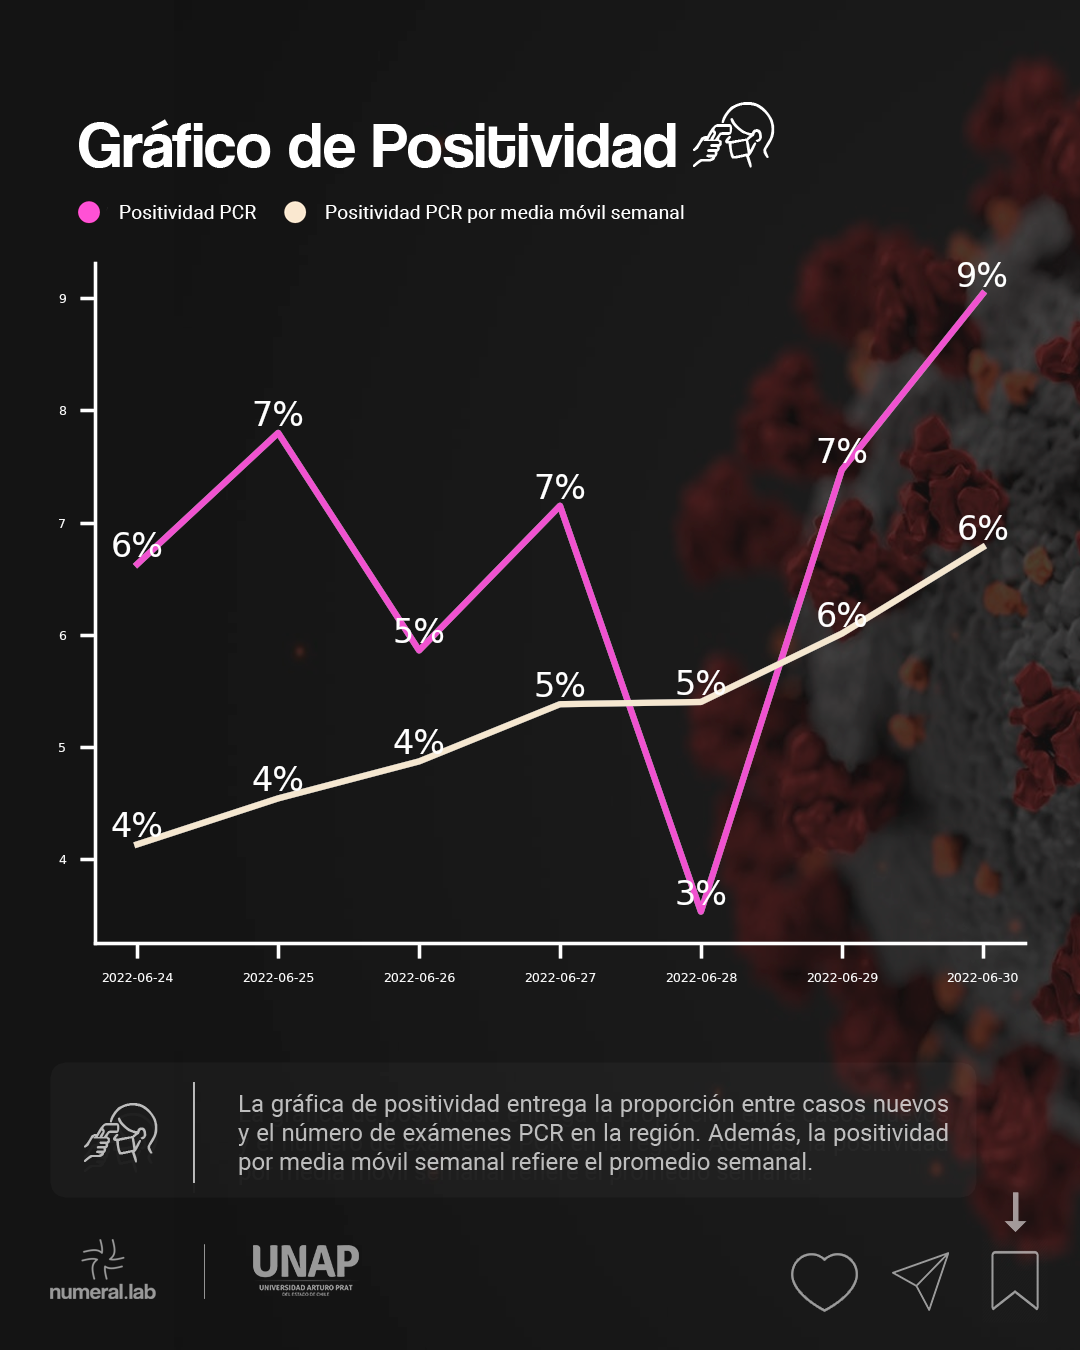 Gráfico de Positividad
Positividad PCR
Positividad PCR por media móvil semanal
9%
9
8
7%
7%
7%
7
6%
6%
6
5%
6%
5%
5%
5
4%
4%
4%
4
3%
2022-06-24
2022-06-25
2022-06-26
2022-06-27
2022-06-28
2022-06-29
2022-06-30
La gráfica de positividad entrega la proporción entre casos nuevos
y el número de exámenes PCR en la región. Además, la positividad
por media móvil semanal refiere el promedio semanal.
numeral.lab
UNAP
UNIVERSIDAD ARTURO PRAT
DEL ESTADO DE CHILE